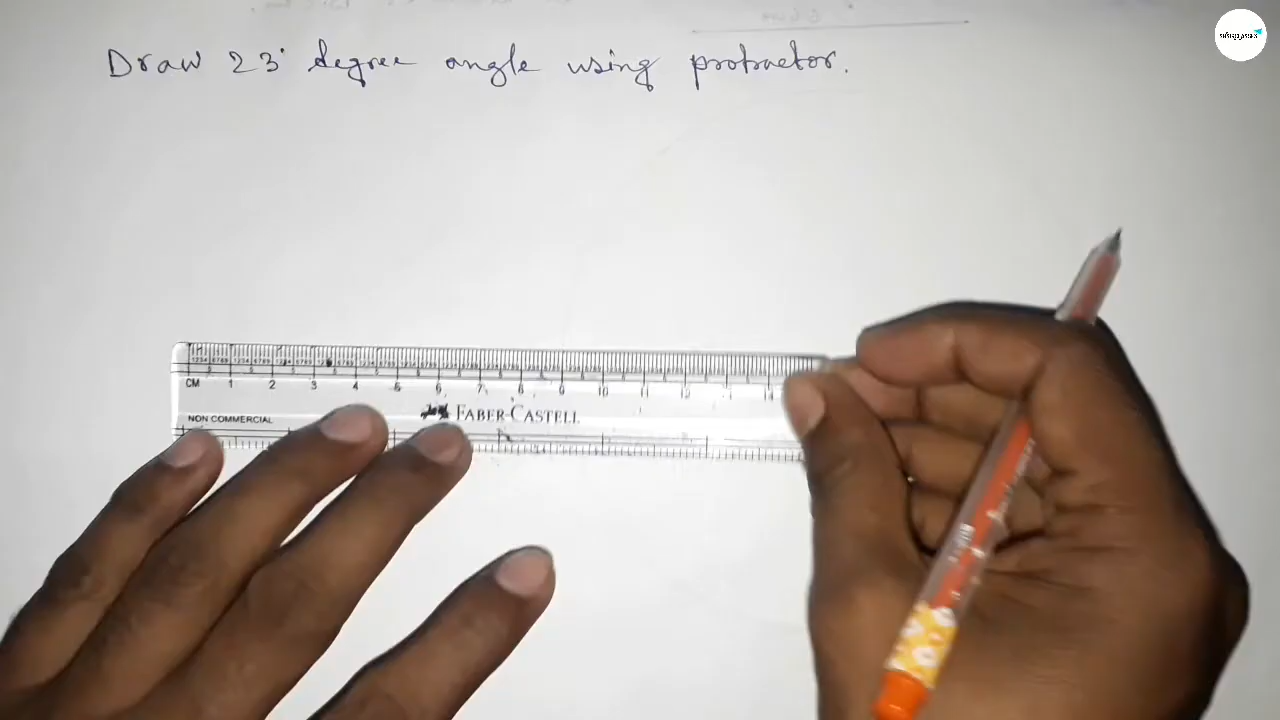 Draw 23° degree angle using protractor.
CM 1 2 3 4 5 6 7 8 9 10 11 12 13 14
FABER-CASTELL
NON COMMERCIAL